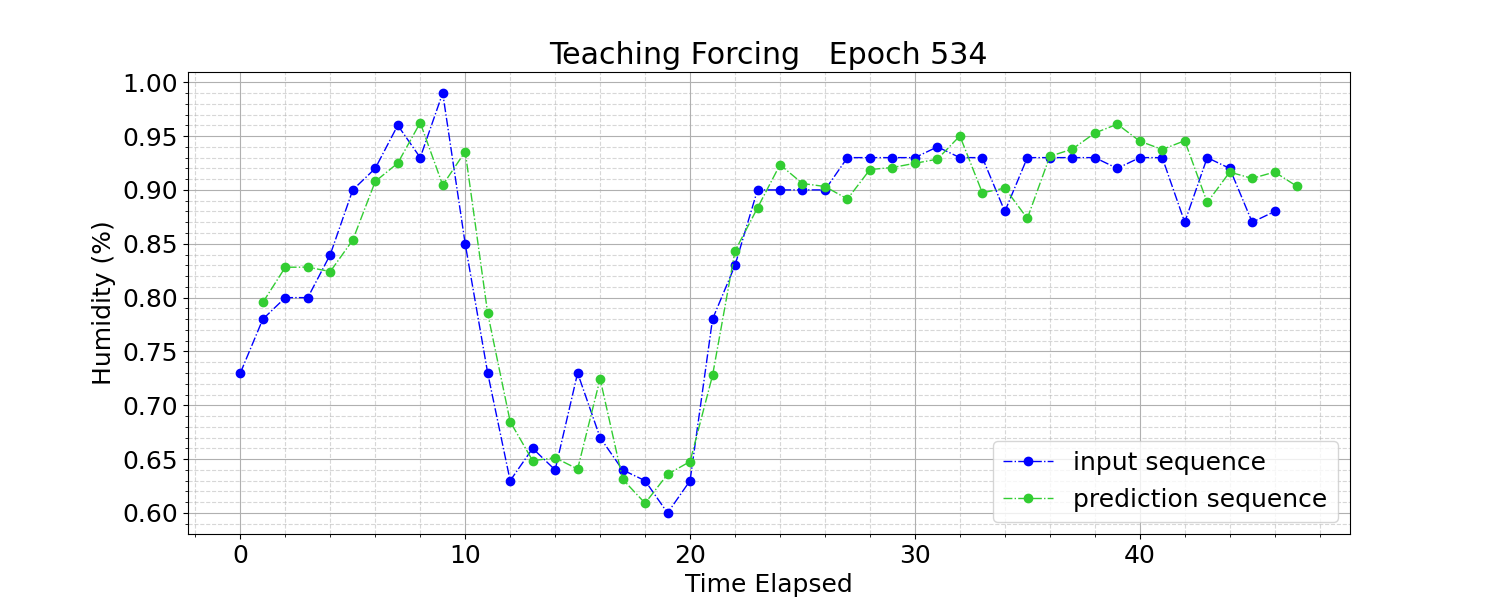 Teaching Forcing   Epoch 534
1.00
0.95
0.90
0.85
0.80
0.75
0.70
0.65
0.60
Humidity (%)
input sequence
prediction sequence
0 10 20 30 40
Time Elapsed